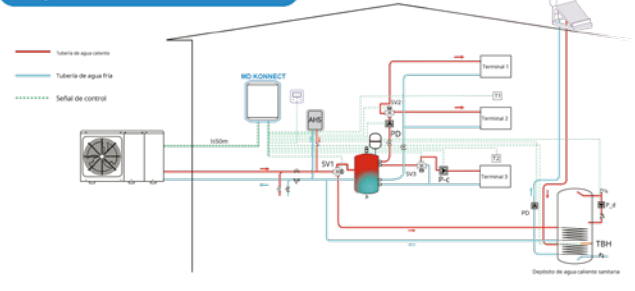 Tubería de agua caliente
Tubería de agua fría
Señal de control
MD KONNECT
AHS
l≤50m
SV1
SV2
PD
SV3
P-c
T1
T2
Terminal 1
Terminal 2
Terminal 3
PD
P_d
TBH
Depósito de agua caliente sanitaria